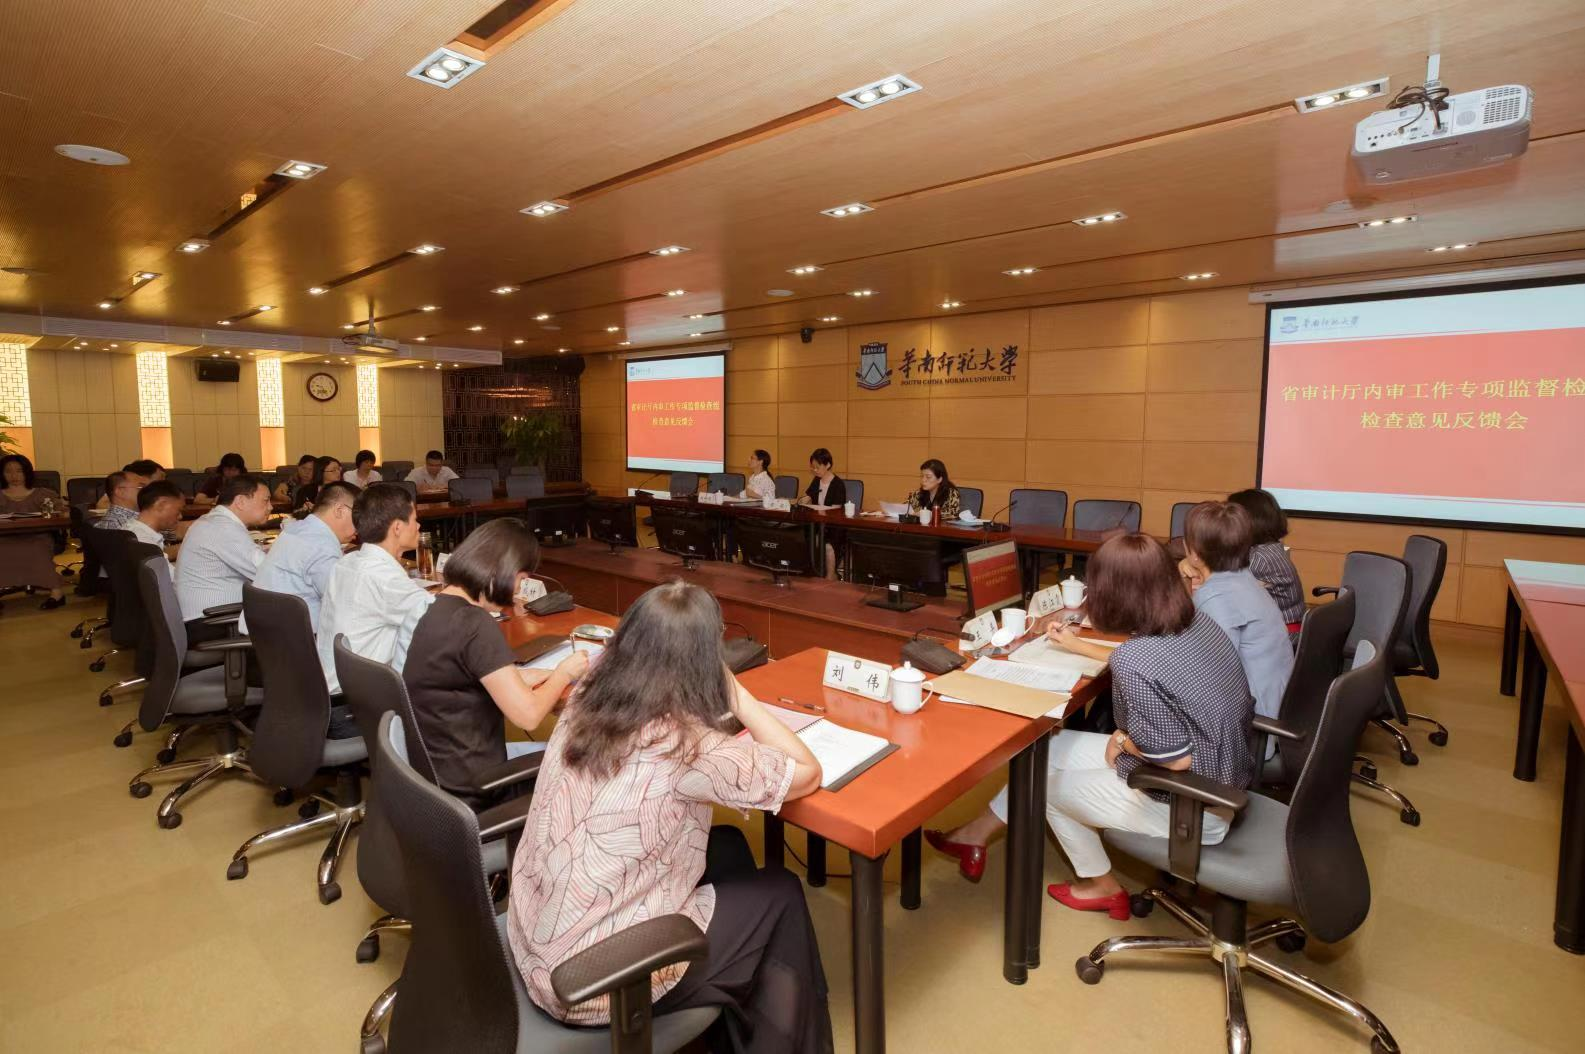 華南师范大学
SOUTH CHINA NORMAL UNIVERSITY
省审计厅内审工作专项监督检查组
检查意见反馈会
華南师范大学
省审计厅内审工作专项监督检
检查意见反馈会
acer
acer
刘伟